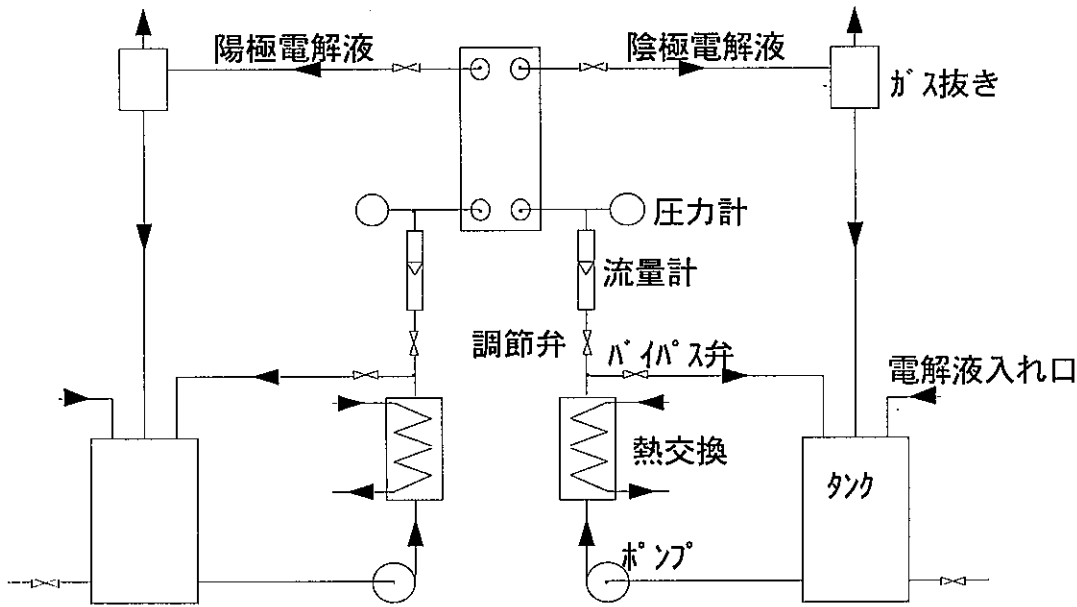 陽極電解液
陰極電解液
ガス抜き
圧力計
流量計
調節弁
バイパス弁
電解液入れ口
熱交換
タンク
ポンプ